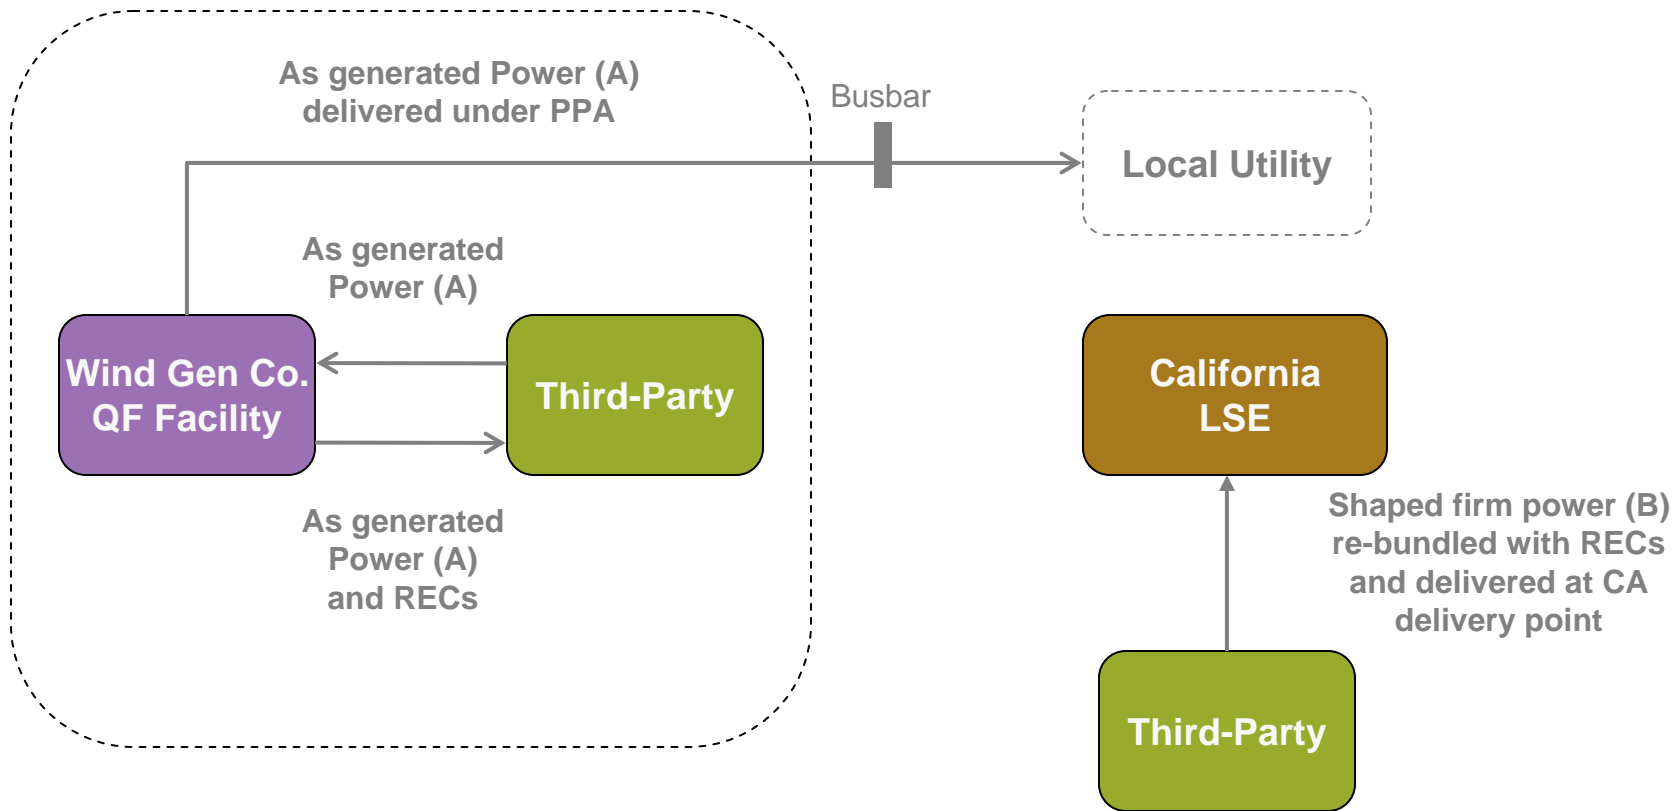 As generated Power (A)
delivered under PPA
Busbar
Local Utility
As generated
Power (A)
Wind Gen Co.
QF Facility
Third-Party
California
LSE
As generated
Power (A)
and RECs
Shaped firm power (B)
re-bundled with RECs
and delivered at CA
delivery point
Third-Party